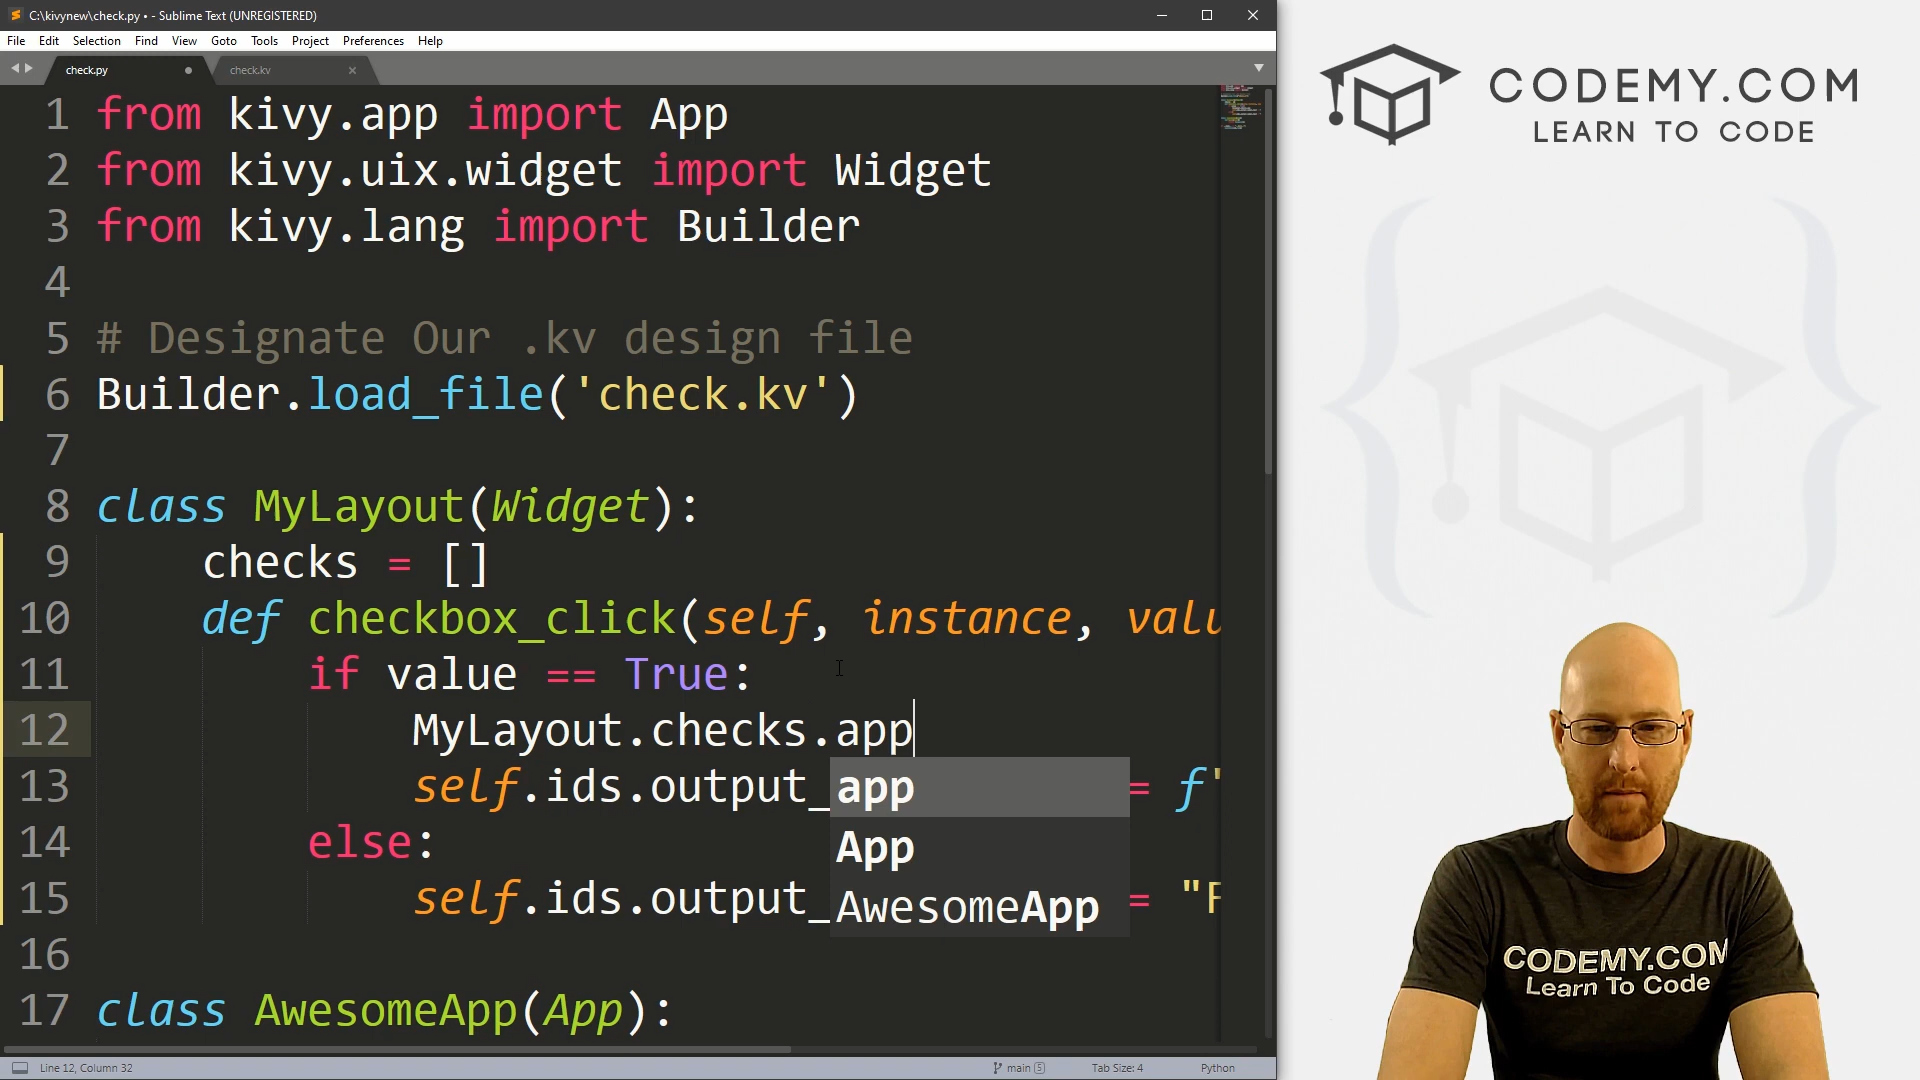 C:\kivynew\check.py • - Sublime Text (UNREGISTERED)
File Edit Selection Find View Goto Tools Project Preferences Help
check.py check.kv
1 from kivy.app import App
2 from kivy.uix.widget import Widget
3 from kivy.lang import Builder
4
5 # Designate Our .kv design file
6 Builder.load_file('check.kv')
7
8 class MyLayout(Widget):
9 checks = []
10 def checkbox_click(self, instance, valu
11 if value == True:
12 MyLayout.checks.app
13 self.ids.output_ = f'
app
14 else:
App
15 self.ids.output_ = "F
AwesomeApp
16
17 class AwesomeApp(App):
Line 12, Column 32 main 5 Tab Size: 4 Python
CODEMY.COM
LEARN TO CODE
CODEMY.COM
Learn To Code